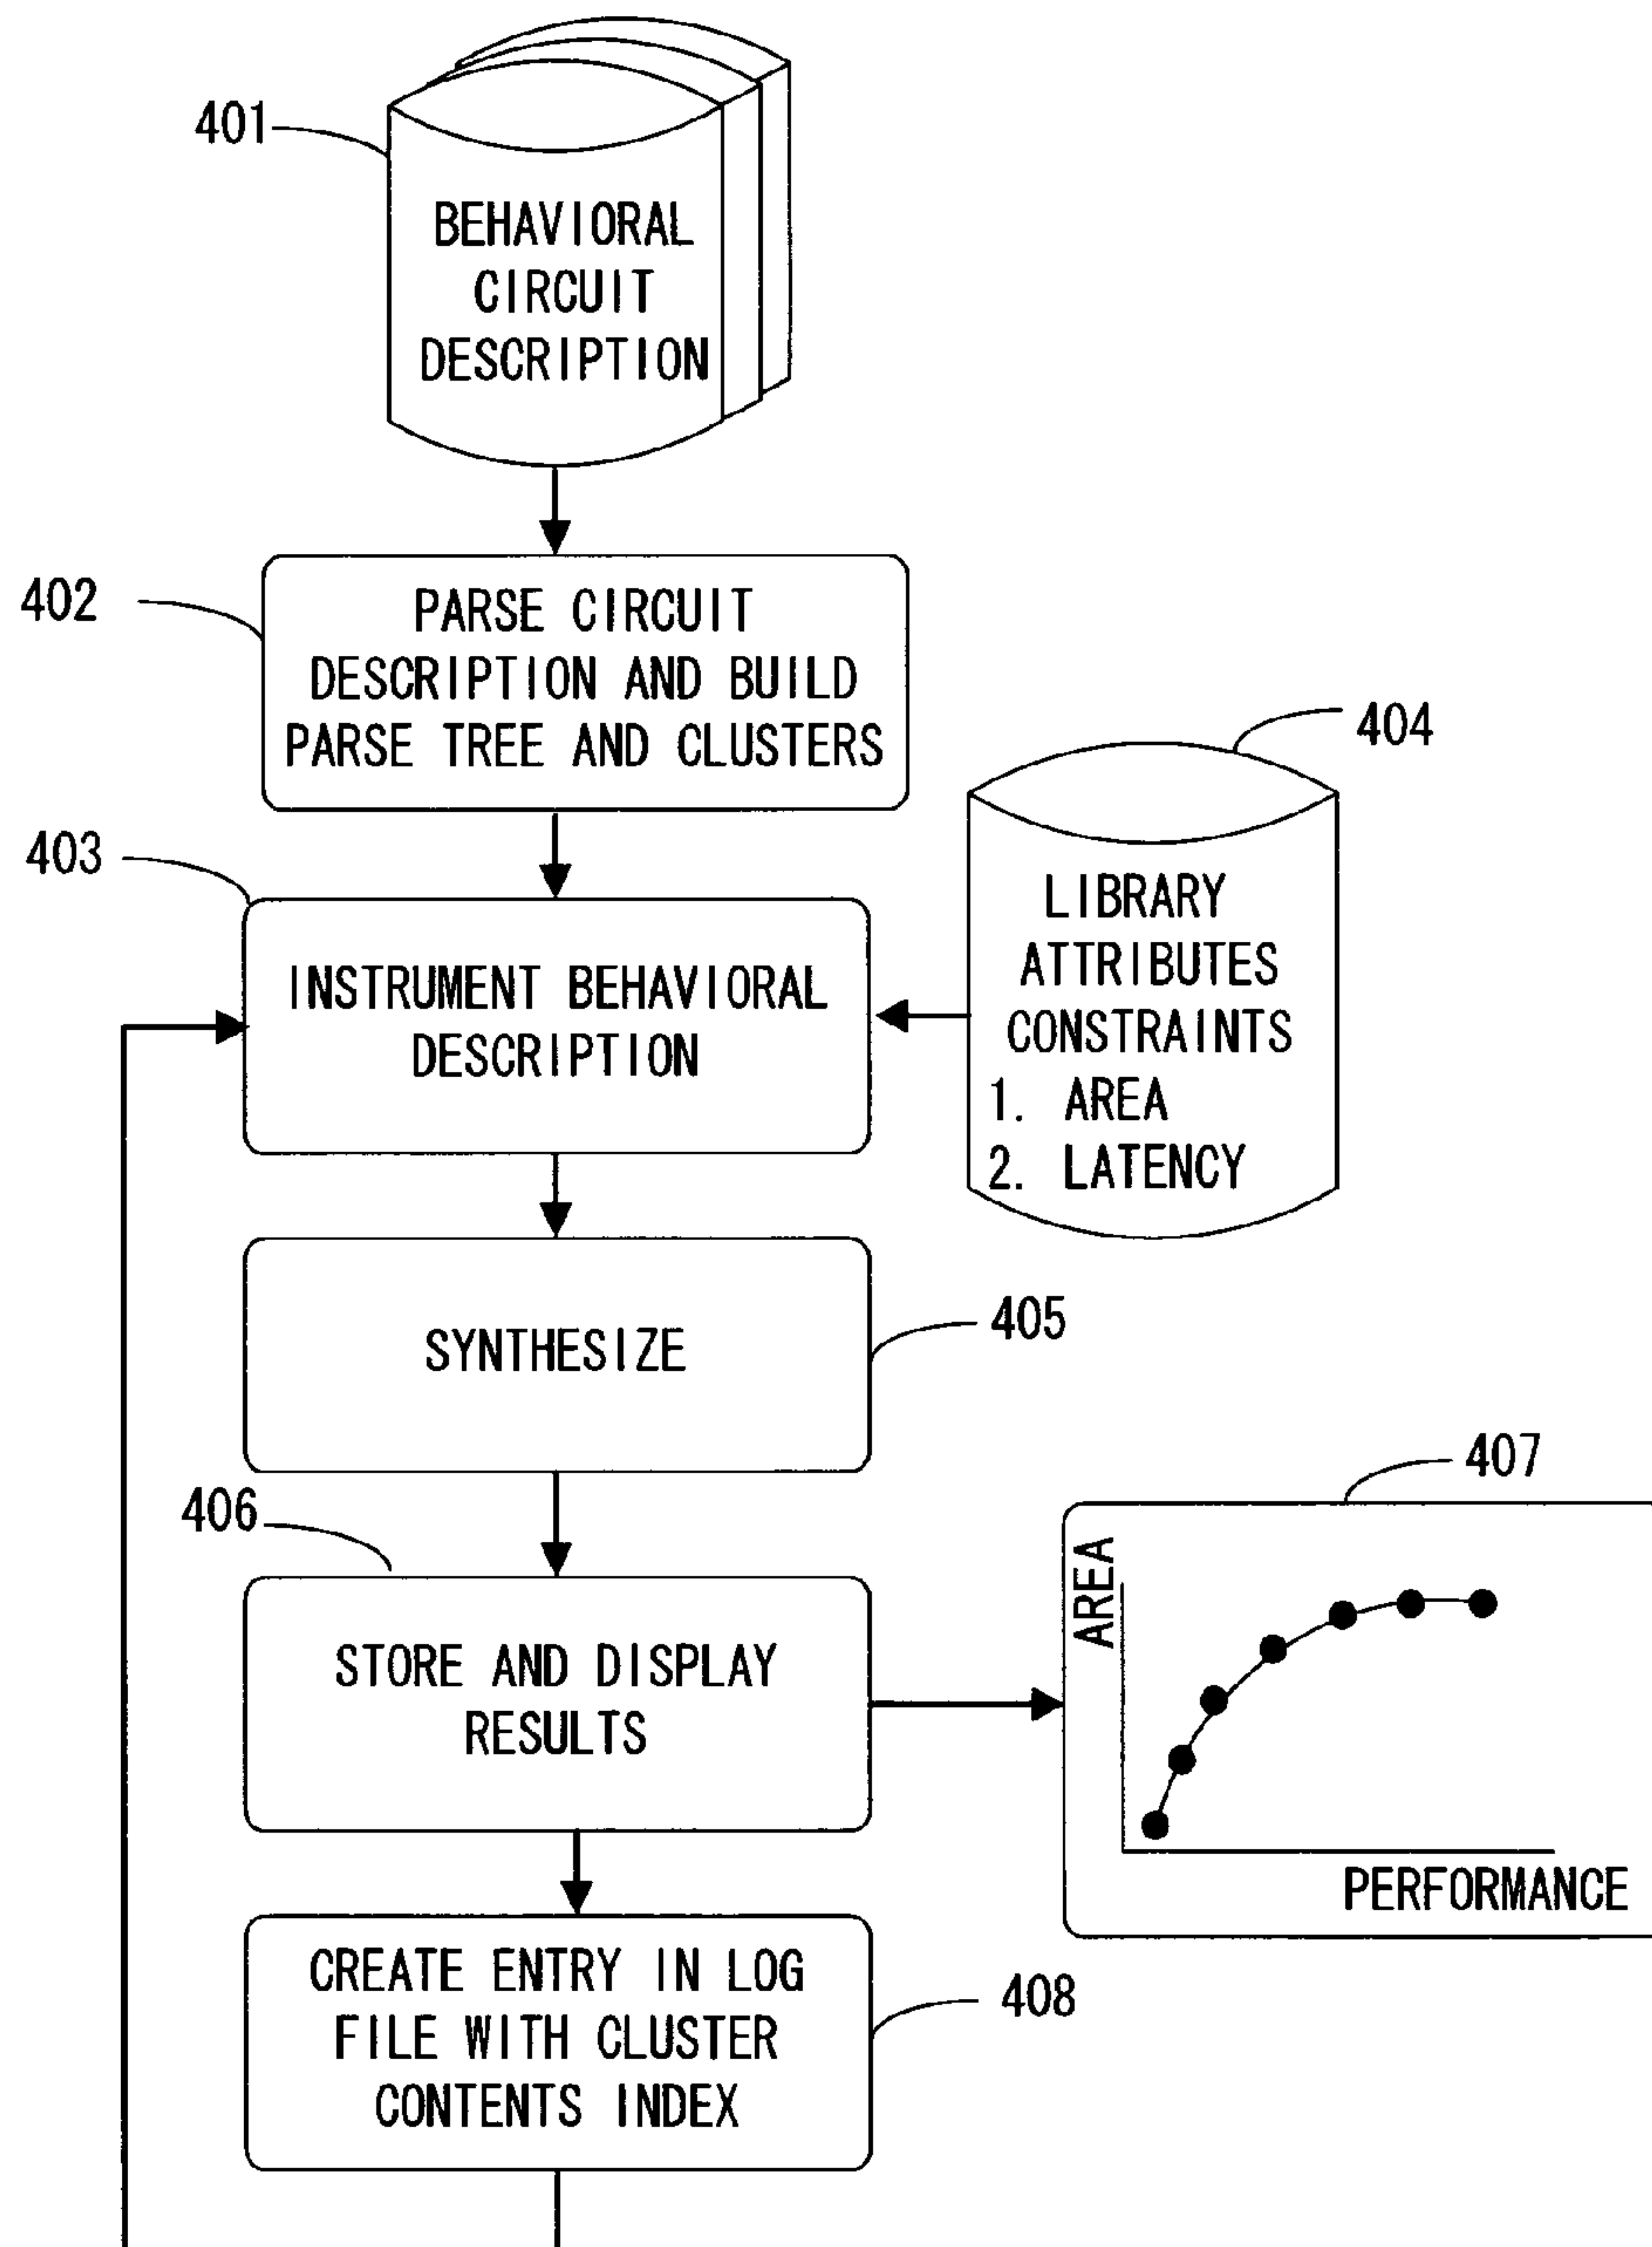 401
BEHAVIORAL
CIRCUIT
DESCRIPTION
402
PARSE CIRCUIT
DESCRIPTION AND BUILD
PARSE TREE AND CLUSTERS
403
INSTRUMENT BEHAVIORAL
DESCRIPTION
404
LIBRARY
ATTRIBUTES
CONSTRAINTS
1. AREA
2. LATENCY
SYNTHESIZE
405
406
STORE AND DISPLAY
RESULTS
407
AREA
PERFORMANCE
CREATE ENTRY IN LOG
FILE WITH CLUSTER
CONTENTS INDEX
408